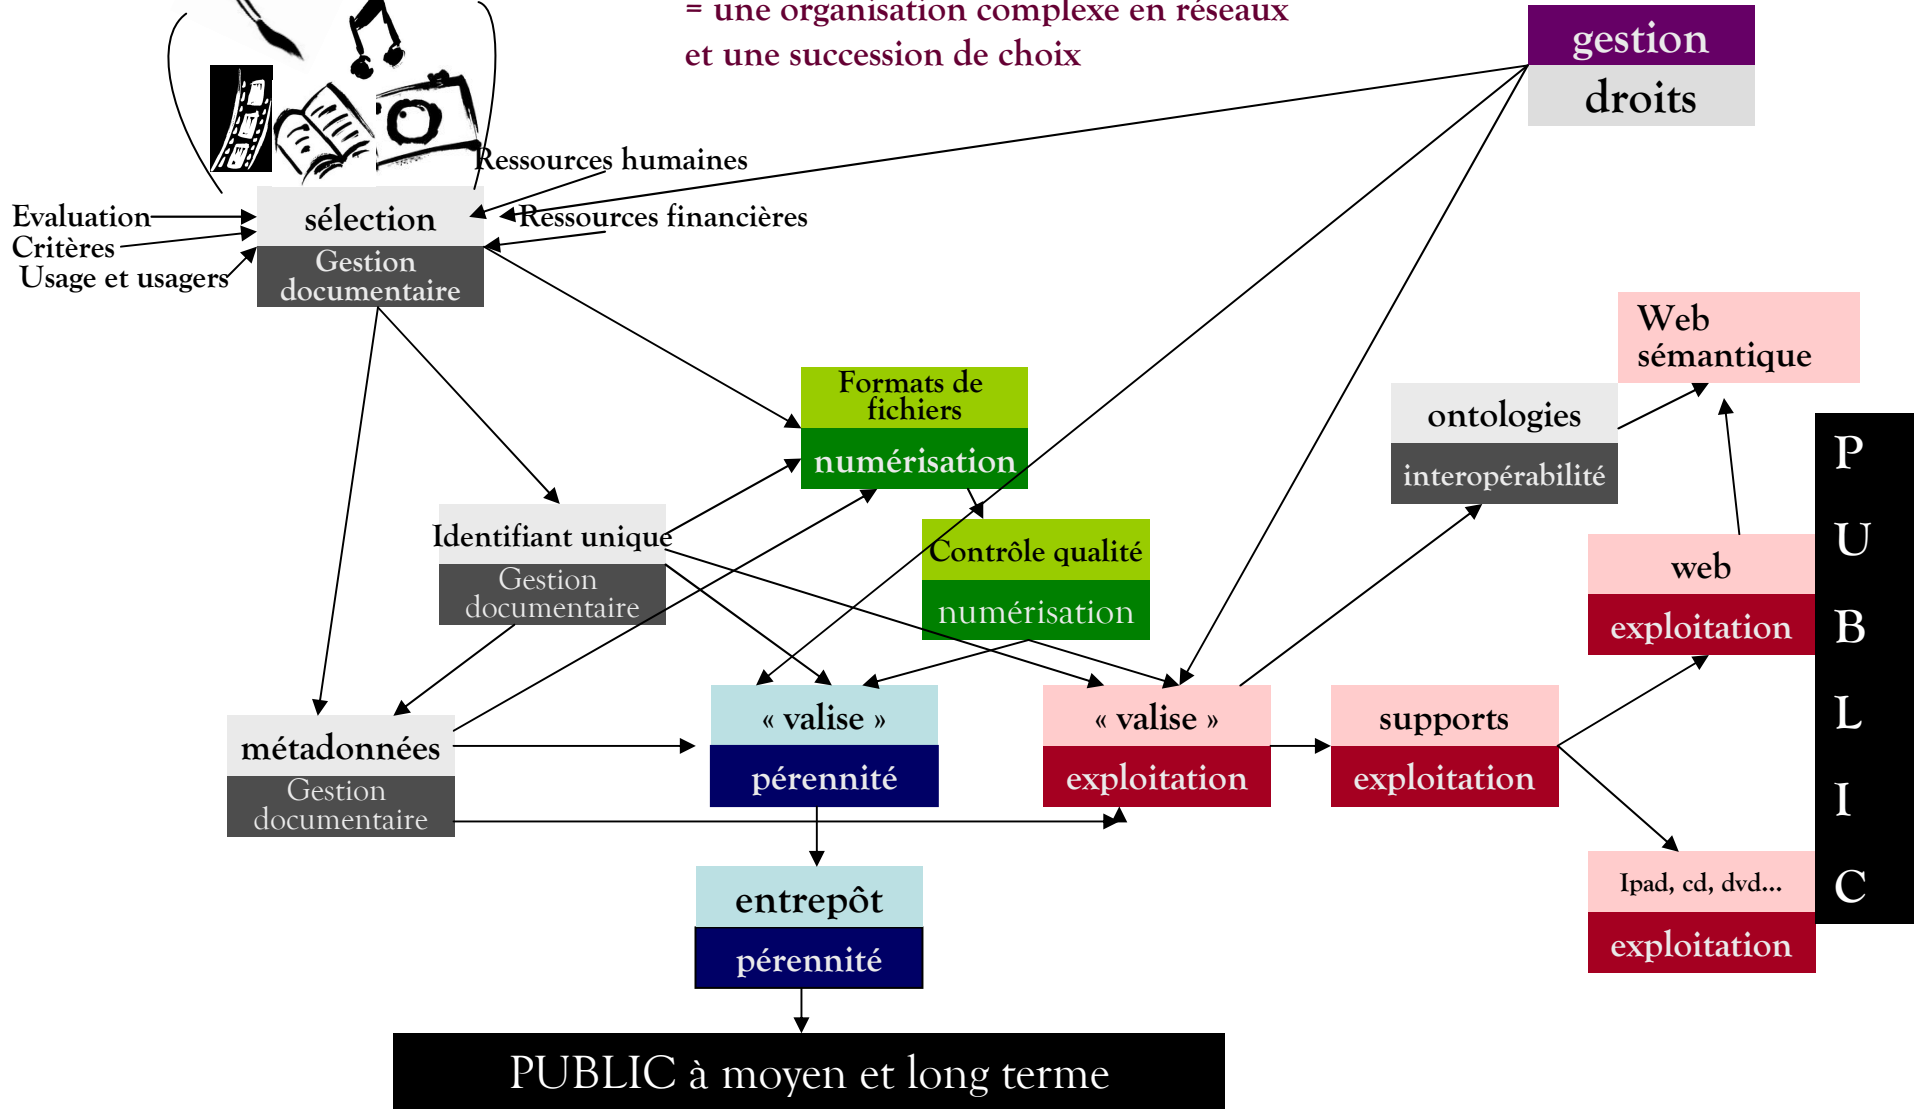 = une organisation complexe en réseaux
et une succession de choix
gestion
droits
Ressources humaines
Evaluation
sélection
Ressources financières
Critères
Usage et usagers
Gestion
documentaire
Web
sémantique
Formats de
fichiers
numérisation
ontologies
interopérabilité
Identifiant unique
Gestion
documentaire
Contrôle qualité
numérisation
web
exploitation
métadonnées
Gestion
documentaire
« valise »
pérennité
« valise »
exploitation
supports
exploitation
entrepôt
pérennité
Ipad, cd, dvd...
exploitation
P
U
B
L
I
C
PUBLIC à moyen et long terme